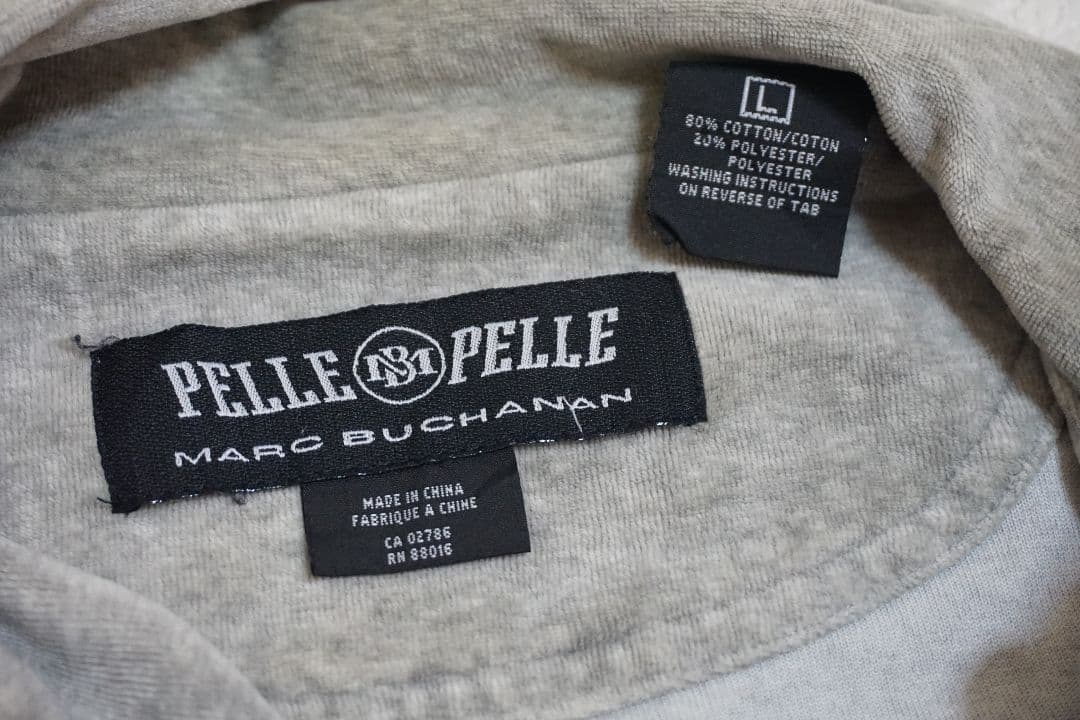 L
80% COTTON/COTON
20% POLYESTER/
POLYESTER
WASHING INSTRUCTIONS
ON REVERSE OF TAB
PELLE MB PELLE
MARC BUCHANAN
MADE IN CHINA
FABRIQUE A CHINE
CA 02786
RN 88016